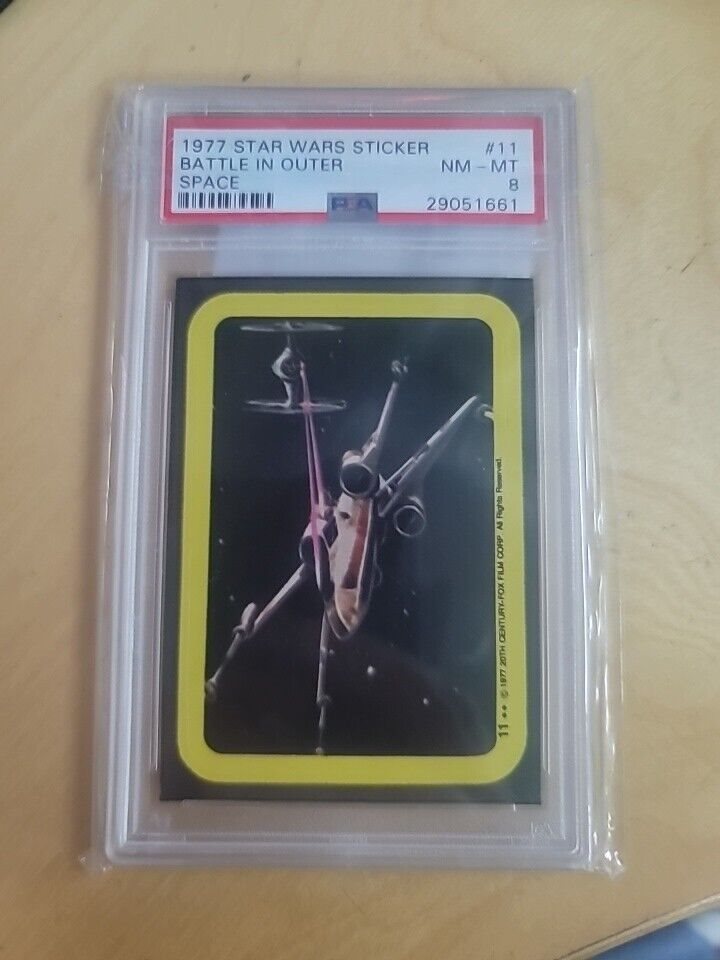 1977 STAR WARS STICKER #11
BATTLE IN OUTER NM - MT
SPACE 8
PSA 29051661
11 ** © 1977 20TH CENTURY-FOX FILM CORP. All Rights Reserved.